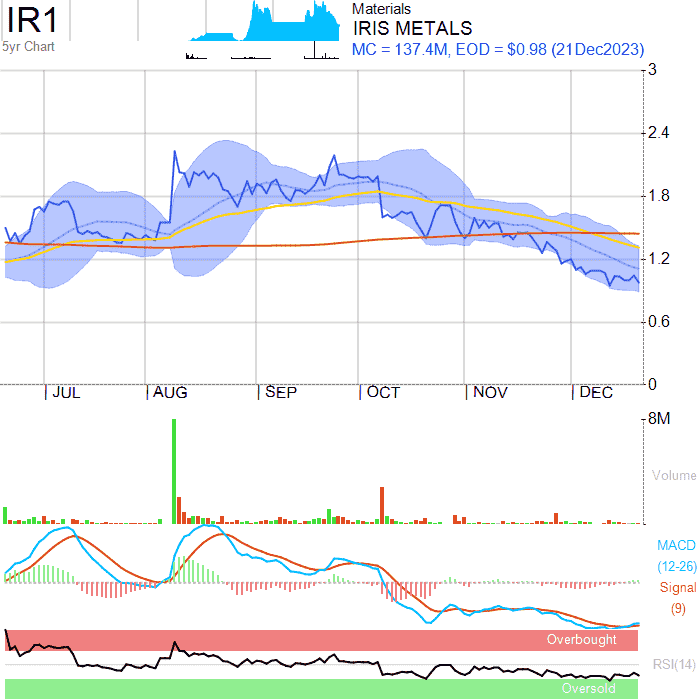 IR1
5yr Chart
Materials
IRIS METALS
MC = 137.4M, EOD = $0.98 (21Dec2023)
3
2.4
1.8
1.2
0.6
0
JUL AUG SEP OCT NOV DEC
8M
Volume
MACD
(12-26)
Signal
(9)
Overbought
RSI(14)
Oversold